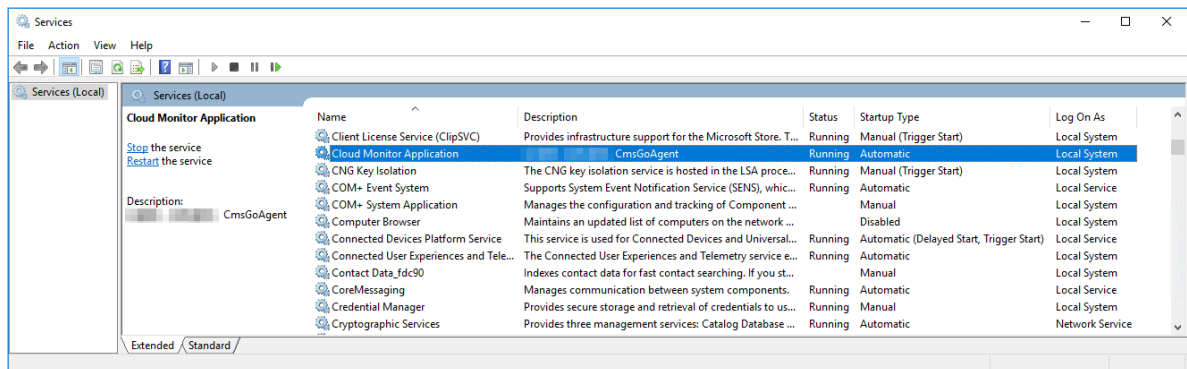 Services
File Action View Help
Services (Local)
Services (Local)
Cloud Monitor Application
Stop the service
Restart the service
Description:
CmsGoAgent
Name Description Status Startup Type Log On As
Client License Service (ClipSVC) Provides infrastructure support for the Microsoft Store. T... Running Manual (Trigger Start) Local System
Cloud Monitor Application CmsGoAgent Running Automatic Local System
CNG Key Isolation The CNG key isolation service is hosted in the LSA proce... Running Manual (Trigger Start) Local System
COM+ Event System Supports System Event Notification Service (SENS), whic... Running Automatic Local Service
COM+ System Application Manages the configuration and tracking of Component ... Manual Local System
Computer Browser Maintains an updated list of computers on the network ... Disabled Local System
Connected Devices Platform Service This service is used for Connected Devices and Universal... Running Automatic (Delayed Start, Trigger Start) Local Service
Connected User Experiences and Tele... The Connected User Experiences and Telemetry service e... Running Automatic Local System
Contact Data_fdc90 Indexes contact data for fast contact searching. If you st... Manual Local System
CoreMessaging Manages communication between system components. Running Automatic Local Service
Credential Manager Provides secure storage and retrieval of credentials to us... Running Manual Local System
Cryptographic Services Provides three management services: Catalog Database ... Running Automatic Network Service
Extended Standard